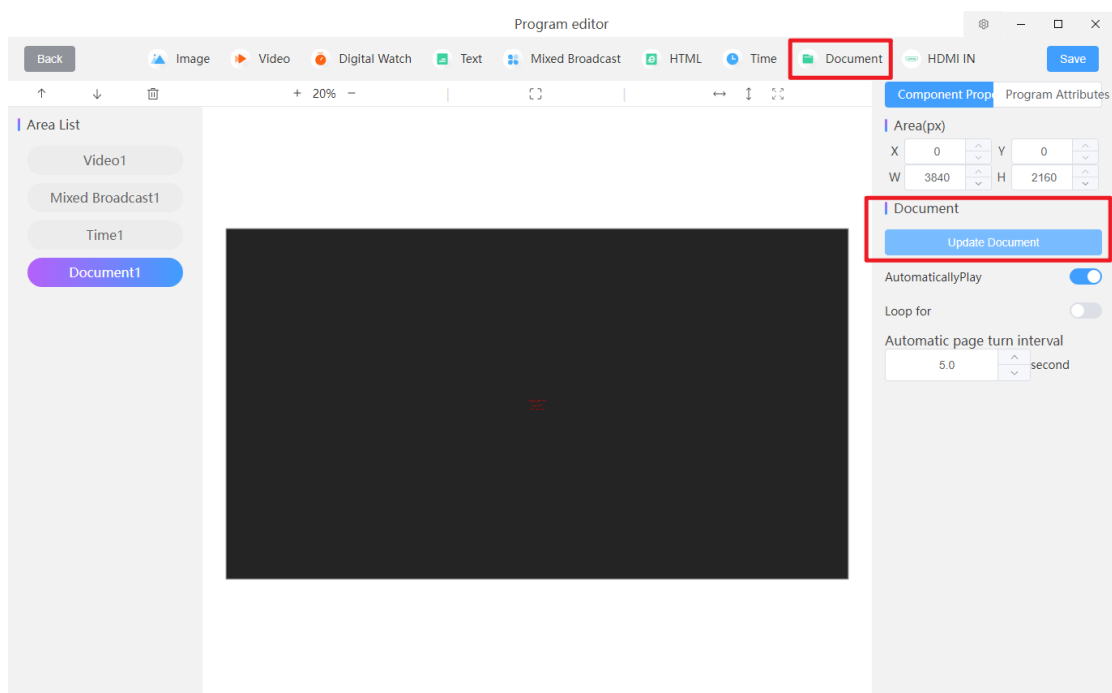 Program editor
Back
Image
Video
Digital Watch
Text
Mixed Broadcast
HTML
Time
Document
HDMI IN
Save
+ 20% −
Component Prope
Program Attributes
Area List
Video1
Mixed Broadcast1
Time1
Document1
Area(px)
X 0 Y 0
W 3840 H 2160
Document
Update Document
AutomaticallyPlay
Loop for
Automatic page turn interval
5.0 second